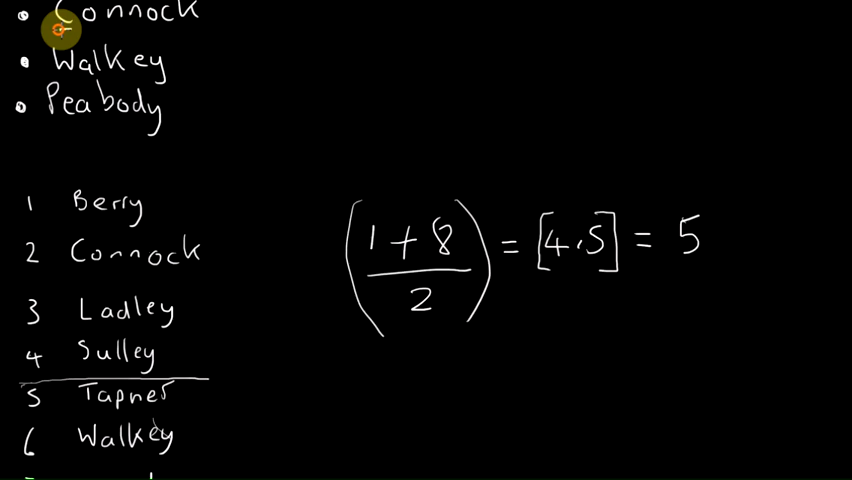 • Connock
• Walkey
• Peabody
1 Berry
2 Connock
3 Ladley
4 Sulley
5 Tapner
6 Walkey
(1 + 8 / 2) = [4.5] = 5